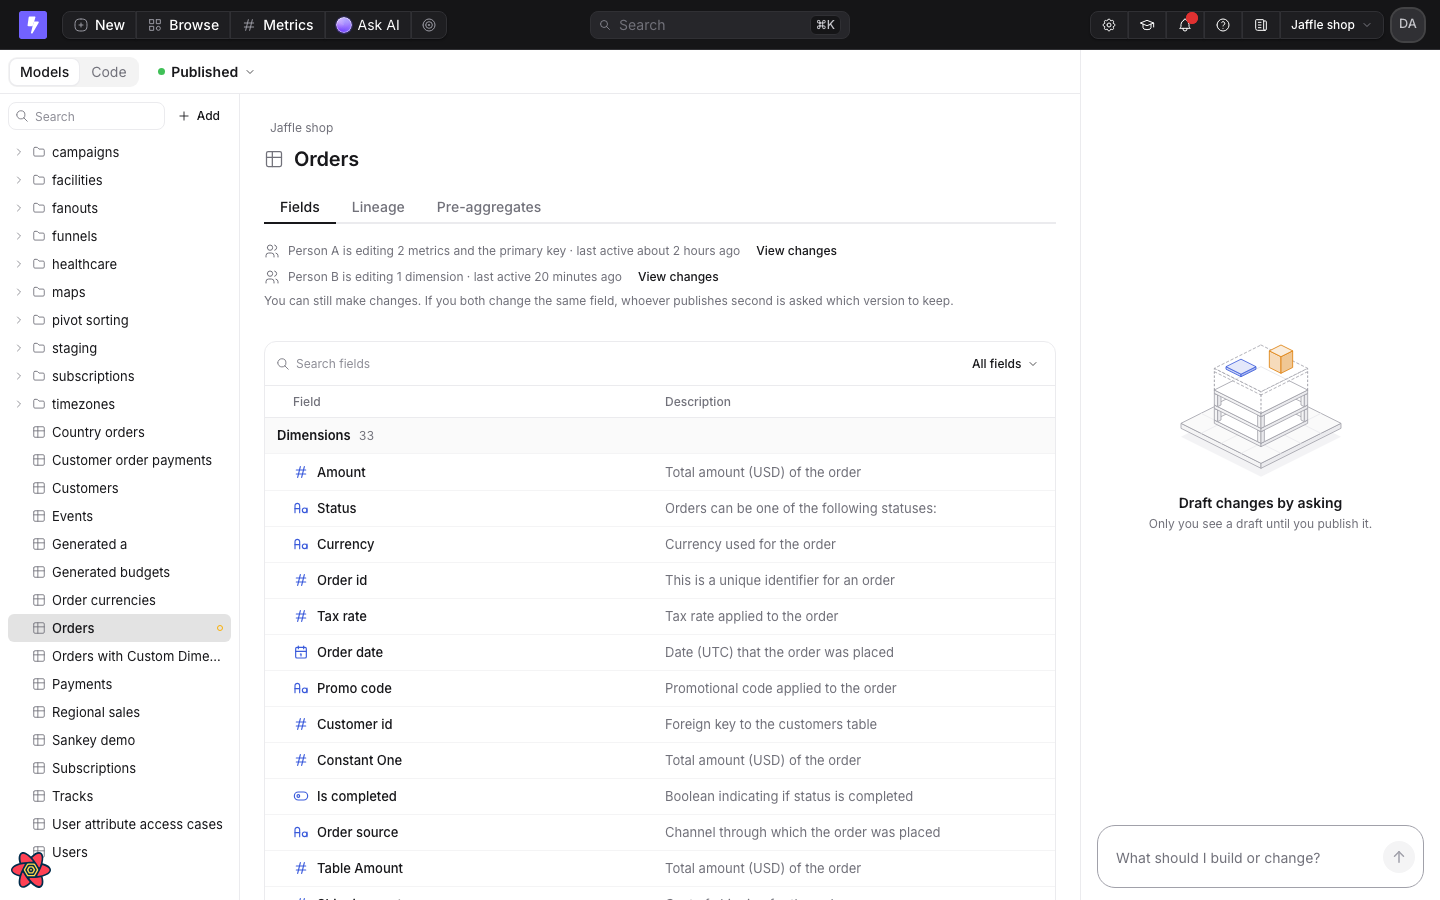 New
Browse
Metrics
Ask AI
Search
⌘K
Jaffle shop
DA
Models
Code
Published
Search
Add
campaigns
facilities
fanouts
funnels
healthcare
maps
pivot sorting
staging
subscriptions
timezones
Country orders
Customer order payments
Customers
Events
Generated a
Generated budgets
Order currencies
Orders
Orders with Custom Dime...
Payments
Regional sales
Sankey demo
Subscriptions
Tracks
User attribute access cases
Users
Jaffle shop
Orders
Fields
Lineage
Pre-aggregates
Person A is editing 2 metrics and the primary key · last active about 2 hours ago View changes
Person B is editing 1 dimension · last active 20 minutes ago View changes
You can still make changes. If you both change the same field, whoever publishes second is asked which version to keep.
Search fields
All fields
Field Description
Dimensions 33
Amount Total amount (USD) of the order
Status Orders can be one of the following statuses:
Currency Currency used for the order
Order id This is a unique identifier for an order
Tax rate Tax rate applied to the order
Order date Date (UTC) that the order was placed
Promo code Promotional code applied to the order
Customer id Foreign key to the customers table
Constant One Total amount (USD) of the order
Is completed Boolean indicating if status is completed
Order source Channel through which the order was placed
Table Amount Total amount (USD) of the order
Draft changes by asking
Only you see a draft until you publish it.
What should I build or change?